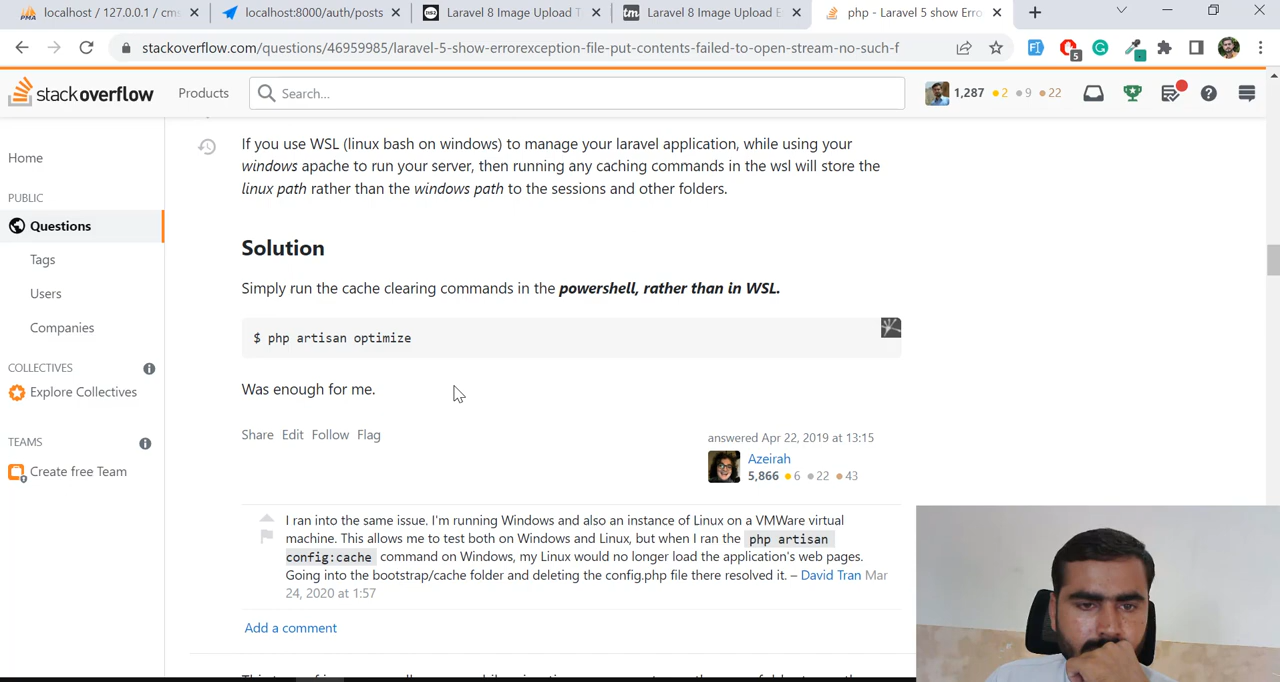 localhost / 127.0.0.1 / cms
localhost:8000/auth/posts
Laravel 8 Image Upload T
Laravel 8 Image Upload E
php - Laravel 5 show Erro
stackoverflow.com/questions/46959985/laravel-5-show-errorexception-file-put-contents-failed-to-open-stream-no-such-f
5
stackoverflow
Products
Search...
1,287 2 9 22
If you use WSL (linux bash on windows) to manage your laravel application, while using your
windows apache to run your server, then running any caching commands in the wsl will store the
linux path rather than the windows path to the sessions and other folders.
Home
PUBLIC
Questions
Tags
Users
Companies
COLLECTIVES
Explore Collectives
TEAMS
Create free Team
Solution
Simply run the cache clearing commands in the powershell, rather than in WSL.
$ php artisan optimize
Was enough for me.
Share Edit Follow Flag
answered Apr 22, 2019 at 13:15
Azeirah
5,866 6 22 43
I ran into the same issue. I'm running Windows and also an instance of Linux on a VMWare virtual
machine. This allows me to test both on Windows and Linux, but when I ran the php artisan
config:cache command on Windows, my Linux would no longer load the application's web pages.
Going into the bootstrap/cache folder and deleting the config.php file there resolved it. – David Tran Mar
24, 2020 at 1:57
Add a comment